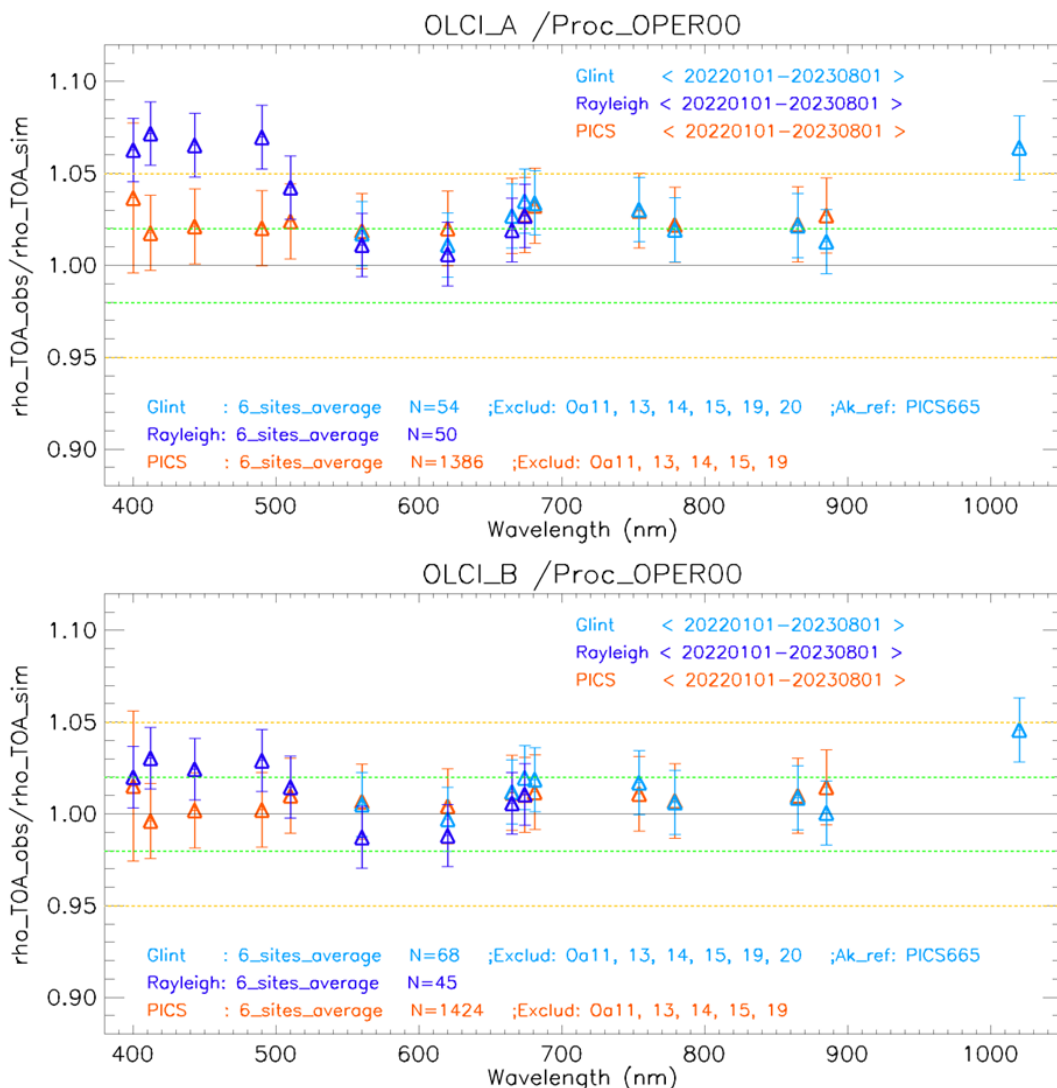 OLCI_A /Proc_OPER00
rho_TOA_obs/rho_TOA_sim
1.10
1.05
1.00
0.95
0.90
Glint < 20220101-20230801 >
Rayleigh < 20220101-20230801 >
PICS < 20220101-20230801 >
Glint : 6_sites_average N=54 ;Exclud: Oa11, 13, 14, 15, 19, 20 ;Ak_ref: PICS665
Rayleigh: 6_sites_average N=50
PICS : 6_sites_average N=1386 ;Exclud: Oa11, 13, 14, 15, 19
400 500 600 700 800 900 1000
Wavelength (nm)
OLCI_B /Proc_OPER00
rho_TOA_obs/rho_TOA_sim
1.10
1.05
1.00
0.95
0.90
Glint < 20220101-20230801 >
Rayleigh < 20220101-20230801 >
PICS < 20220101-20230801 >
Glint : 6_sites_average N=68 ;Exclud: Oa11, 13, 14, 15, 19, 20 ;Ak_ref: PICS665
Rayleigh: 6_sites_average N=45
PICS : 6_sites_average N=1424 ;Exclud: Oa11, 13, 14, 15, 19
400 500 600 700 800 900 1000
Wavelength (nm)